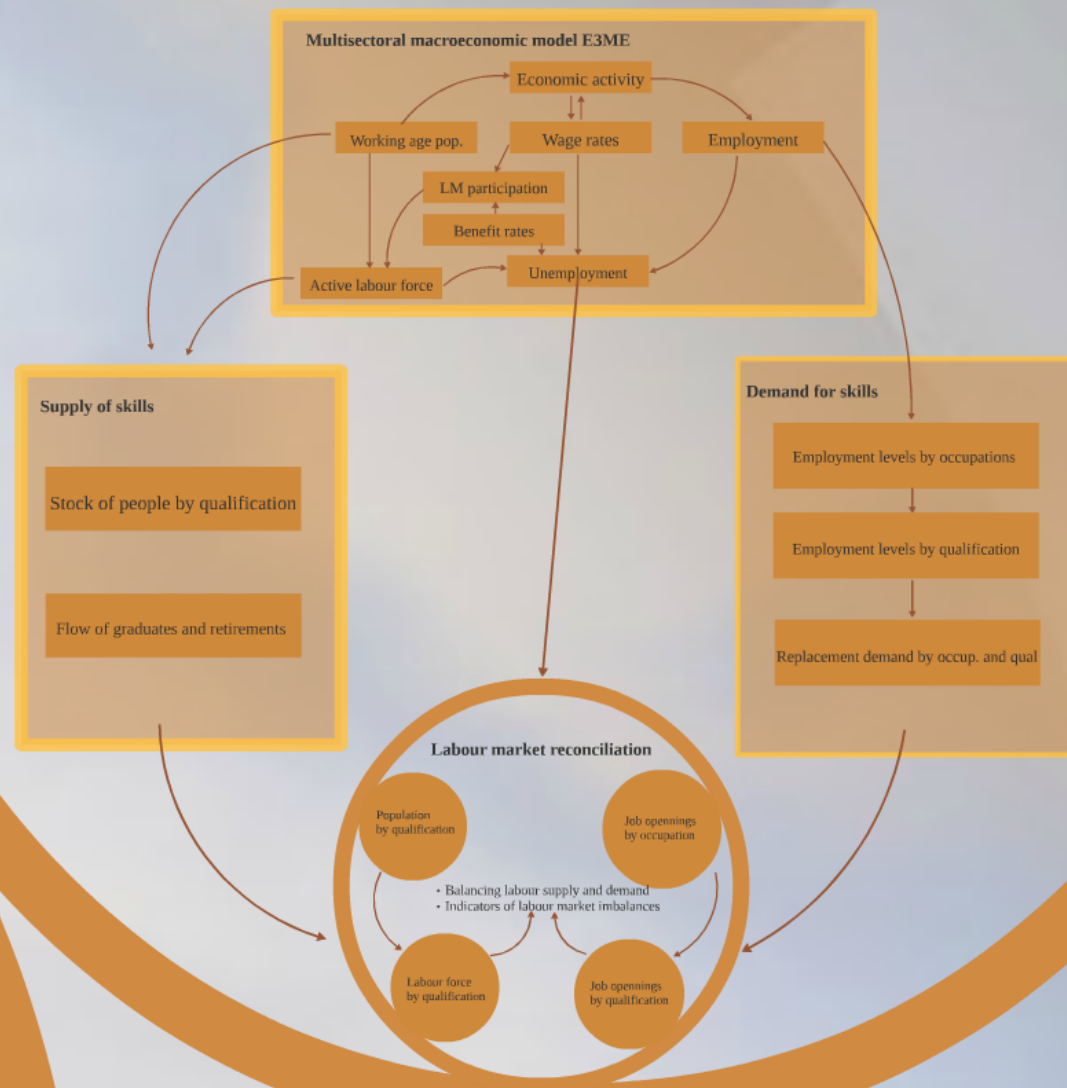 Multisectoral macroeconomic model E3ME
Economic activity
Working age pop.
Wage rates
Employment
LM participation
Benefit rates
Unemployment
Active labour force
Supply of skills
Stock of people by qualification
Flow of graduates and retirements
Demand for skills
Employment levels by occupations
Employment levels by qualification
Replacement demand by occup. and qual
Labour market reconciliation
Population
by qualification
Job opennings
by occupation
• Balancing labour supply and demand
• Indicators of labour market imbalances
Labour force
by qualification
Job opennings
by qualification